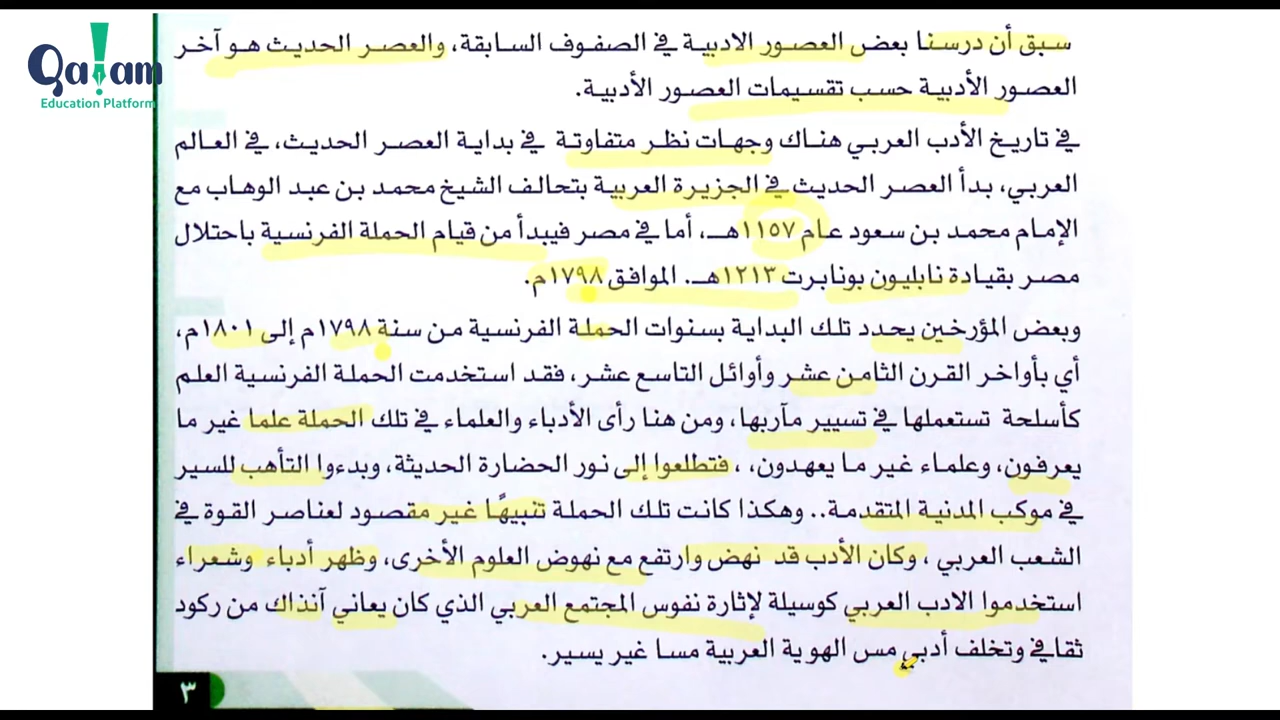 Qalam
Education Platform
سبق أن درسنا بعض العصور الادبية في الصفوف السابقة، والعصر الحديث هو آخر
العصور الأدبية حسب تقسيمات العصور الأدبية.
في تاريخ الأدب العربي هناك وجهات نظر متفاوتة في بداية العصر الحديث، في العالم
العربي، بدأ العصر الحديث في الجزيرة العربية بتحالف الشيخ محمد بن عبد الوهاب مع
الإمام محمد بن سعود عام ١١٥٧هـ، أما في مصر فيبدأ من قيام الحملة الفرنسية باحتلال
مصر بقيادة نابليون بونابرت ١٢١٣هـ. الموافق ١٧٩٨م.
وبعض المؤرخين يحدد تلك البداية بسنوات الحملة الفرنسية من سنة ١٧٩٨م إلى ١٨٠١م،
أي بأواخر القرن الثامن عشر وأوائل التاسع عشر، فقد استخدمت الحملة الفرنسية العلم
كأسلحة تستعملها في تسيير مآربها، ومن هنا رأى الأدباء والعلماء في تلك الحملة علما غير ما
يعرفون، وعلماء غير ما يعهدون، ، فتطلعوا إلى نور الحضارة الحديثة، وبدءوا التأهب للسير
في موكب المدنية المتقدمة.. وهكذا كانت تلك الحملة تنبيهًا غير مقصود لعناصر القوة في
الشعب العربي ، وكان الأدب قد نهض وارتفع مع نهوض العلوم الأخرى، وظهر أدباء وشعراء
استخدموا الادب العربي كوسيلة لإثارة نفوس المجتمع العربي الذي كان يعاني آنذاك من ركود
ثقافي وتخلف أدبي مس الهوية العربية مسا غير يسير.
٣